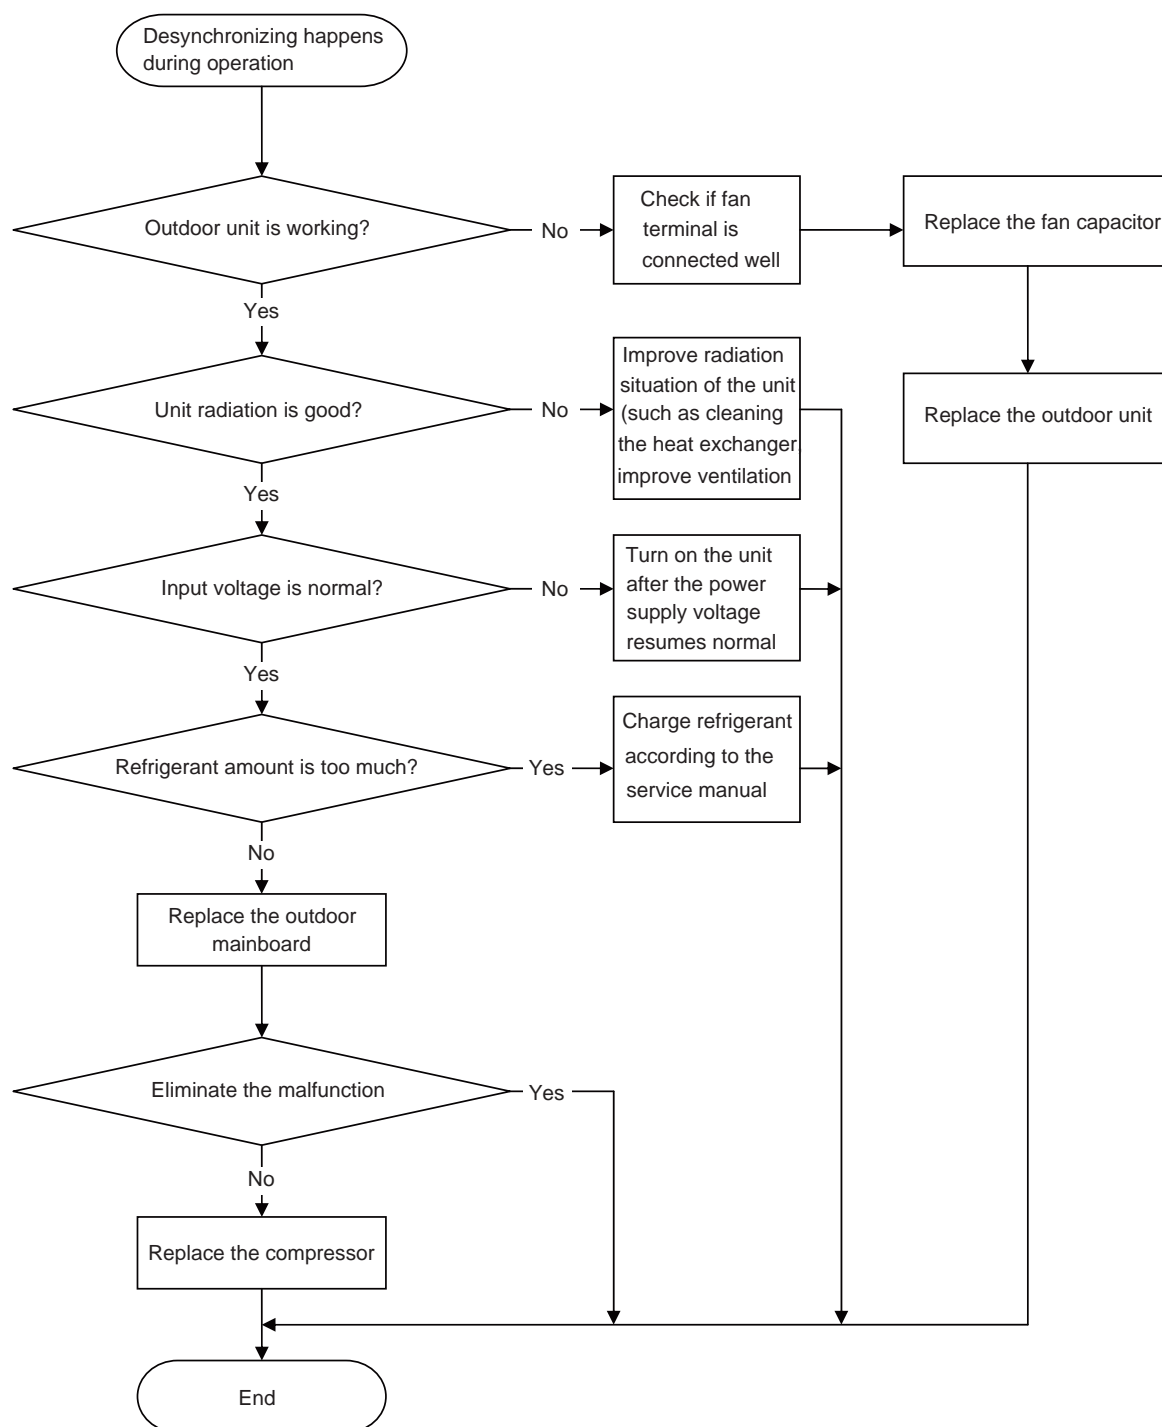 Desynchronizing happens
during operation
Outdoor unit is working?
No
Check if fan
terminal is
connected well
Replace the fan capacitor
Yes
Unit radiation is good?
No
Improve radiation
situation of the unit
(such as cleaning
the heat exchanger,
improve ventilation
Replace the outdoor unit
Yes
Input voltage is normal?
No
Turn on the unit
after the power
supply voltage
resumes normal
Yes
Refrigerant amount is too much?
Yes
Charge refrigerant
according to the
service manual
No
Replace the outdoor
mainboard
Eliminate the malfunction
Yes
No
Replace the compressor
End